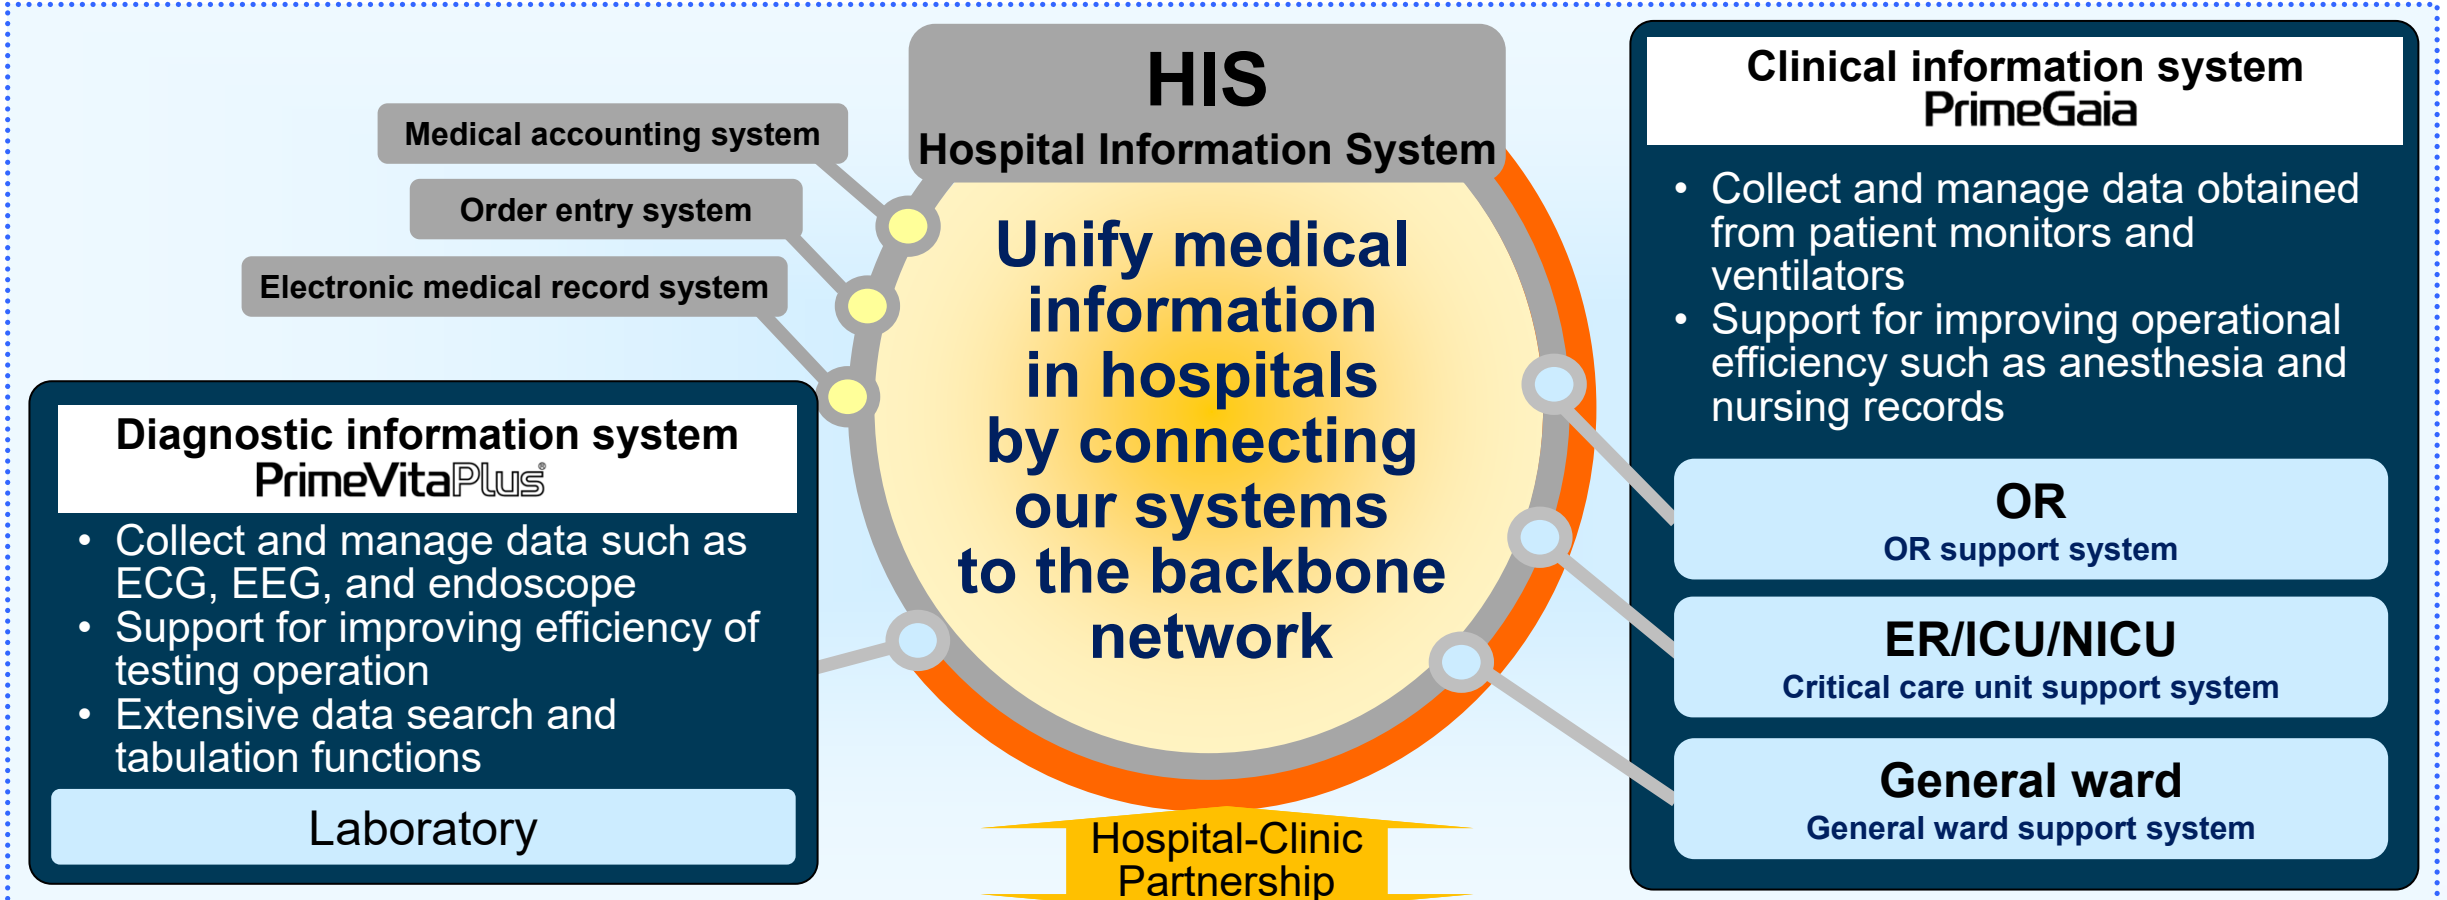 HIS
Hospital Information System
Medical accounting system
Order entry system
Electronic medical record system
Unify medical
information
in hospitals
by connecting
our systems
to the backbone
network
Diagnostic information system
PrimeVitaPlus®
• Collect and manage data such as
ECG, EEG, and endoscope
• Support for improving efficiency of
testing operation
• Extensive data search and
tabulation functions
Laboratory
Hospital-Clinic
Partnership
Clinical information system
PrimeGaia
• Collect and manage data obtained
from patient monitors and
ventilators
• Support for improving operational
efficiency such as anesthesia and
nursing records
OR
OR support system
ER/ICU/NICU
Critical care unit support system
General ward
General ward support system